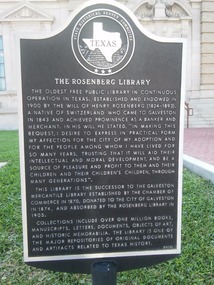 TEXAS
THE ROSENBERG LIBRARY
THE OLDEST FREE PUBLIC LIBRARY IN CONTINUOUS
OPERATION IN TEXAS, ESTABLISHED AND ENDOWED IN
1900 BY THE WILL OF HENRY ROSENBERG (1824-1893),
A NATIVE OF SWITZERLAND WHO CAME TO GALVESTON
IN 1843 AND ACHIEVED PROMINENCE AS A BANKER AND
MERCHANT. IN HIS WILL HE STATED, "IN MAKING THIS
REQUEST, I DESIRE TO EXPRESS IN PRACTICAL FORM
MY AFFECTION FOR THE CITY OF MY ADOPTION AND
FOR THE PEOPLE AMONG WHOM I HAVE LIVED FOR
SO MANY YEARS, TRUSTING THAT IT WILL AID THEIR
INTELLECTUAL AND MORAL DEVELOPMENT, AND BE A
SOURCE OF PLEASURE AND PROFIT TO THEM AND THEIR
CHILDREN AND THEIR CHILDREN'S CHILDREN, THROUGH
MANY GENERATIONS".
THIS LIBRARY IS THE SUCCESSOR TO THE GALVESTON
MERCANTILE LIBRARY ESTABLISHED BY THE CHAMBER OF
COMMERCE IN 1870, DONATED TO THE CITY OF GALVESTON
IN 1874, AND ABSORBED BY THE ROSENBERG LIBRARY IN
1905.
COLLECTIONS INCLUDE OVER ONE MILLION BOOKS,
MANUSCRIPTS, LETTERS, DOCUMENTS, OBJECTS OF ART,
AND HISTORIC MEMORABILIA. THE LIBRARY IS ONE OF
THE MAJOR REPOSITORIES OF ORIGINAL DOCUMENTS
AND ARTIFACTS RELATED TO TEXAS HISTORY.